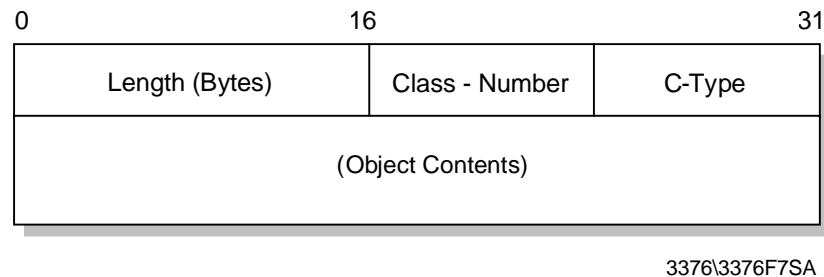 0 16 31
Length (Bytes) Class - Number C-Type
(Object Contents)
3376\3376F7SA